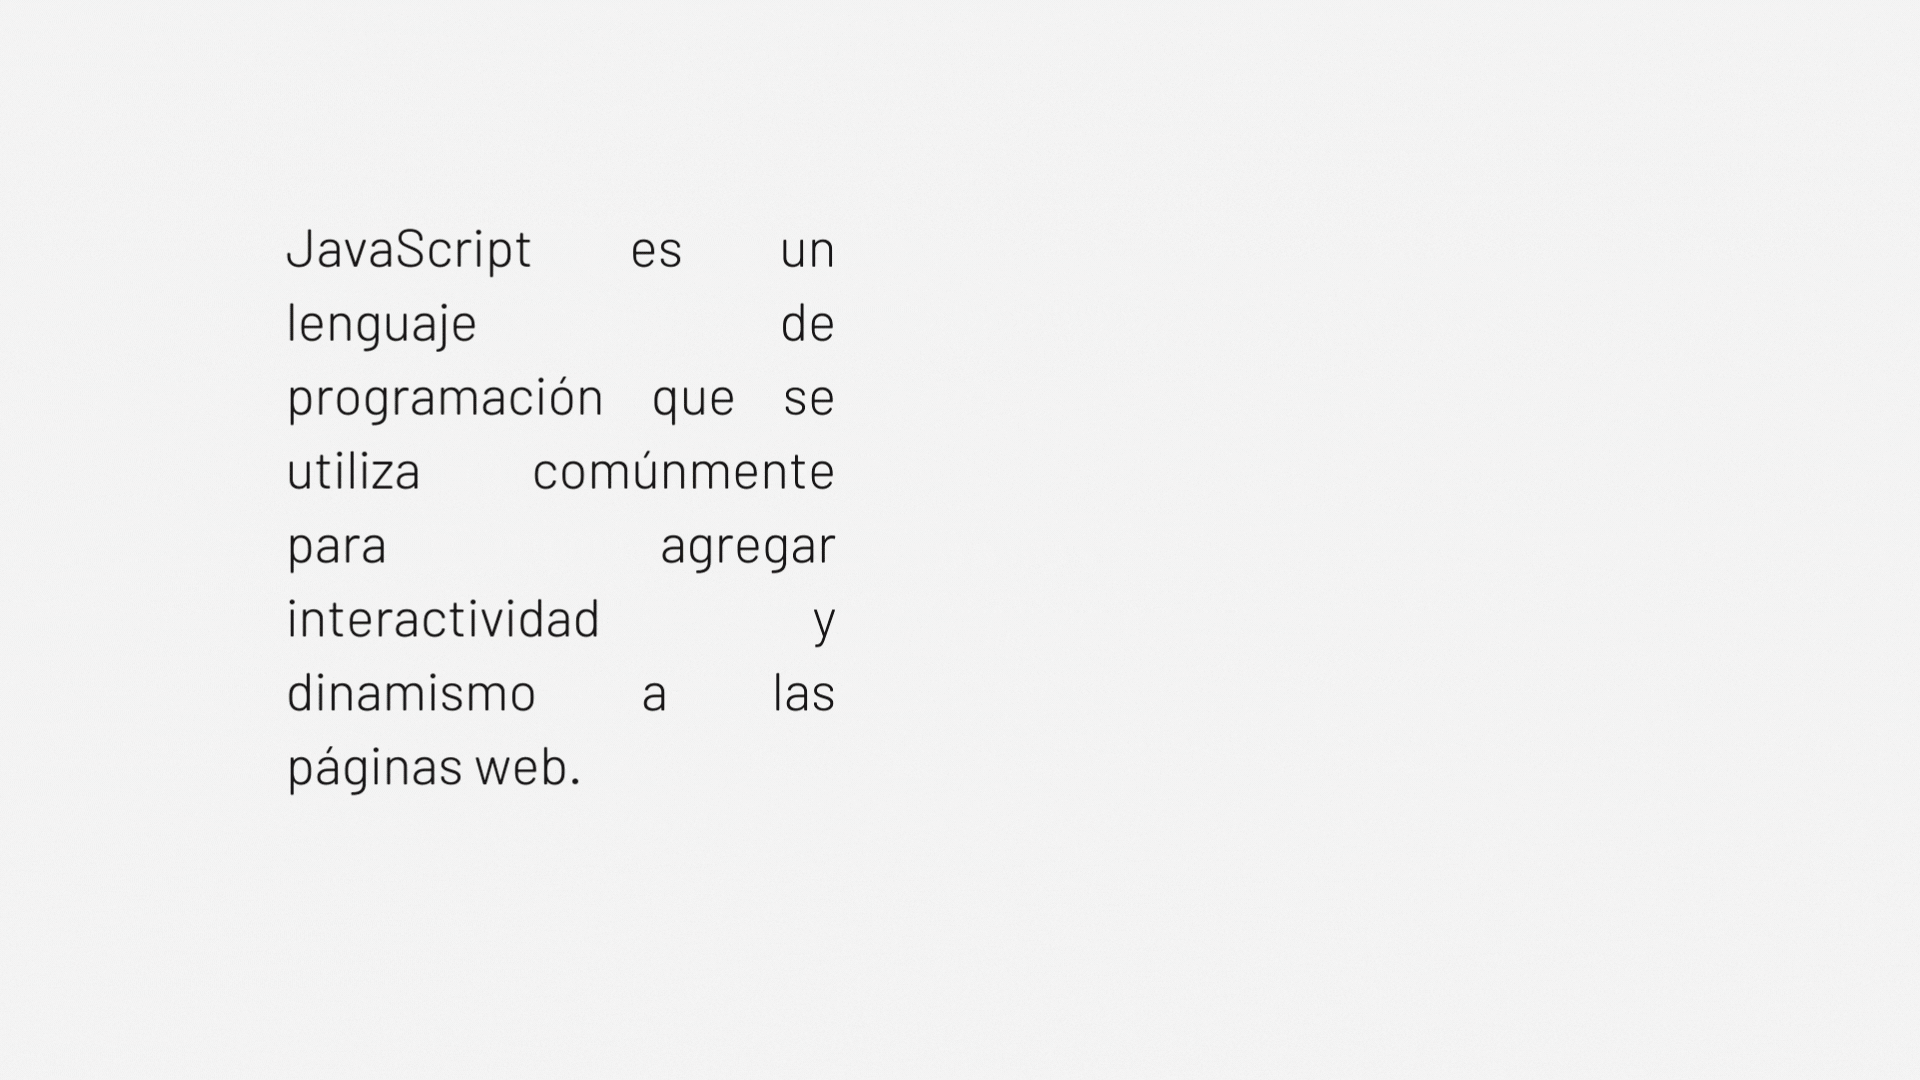 JavaScript es un
lenguaje de
programación que se
utiliza comúnmente
para agregar
interactividad y
dinamismo a las
páginas web.